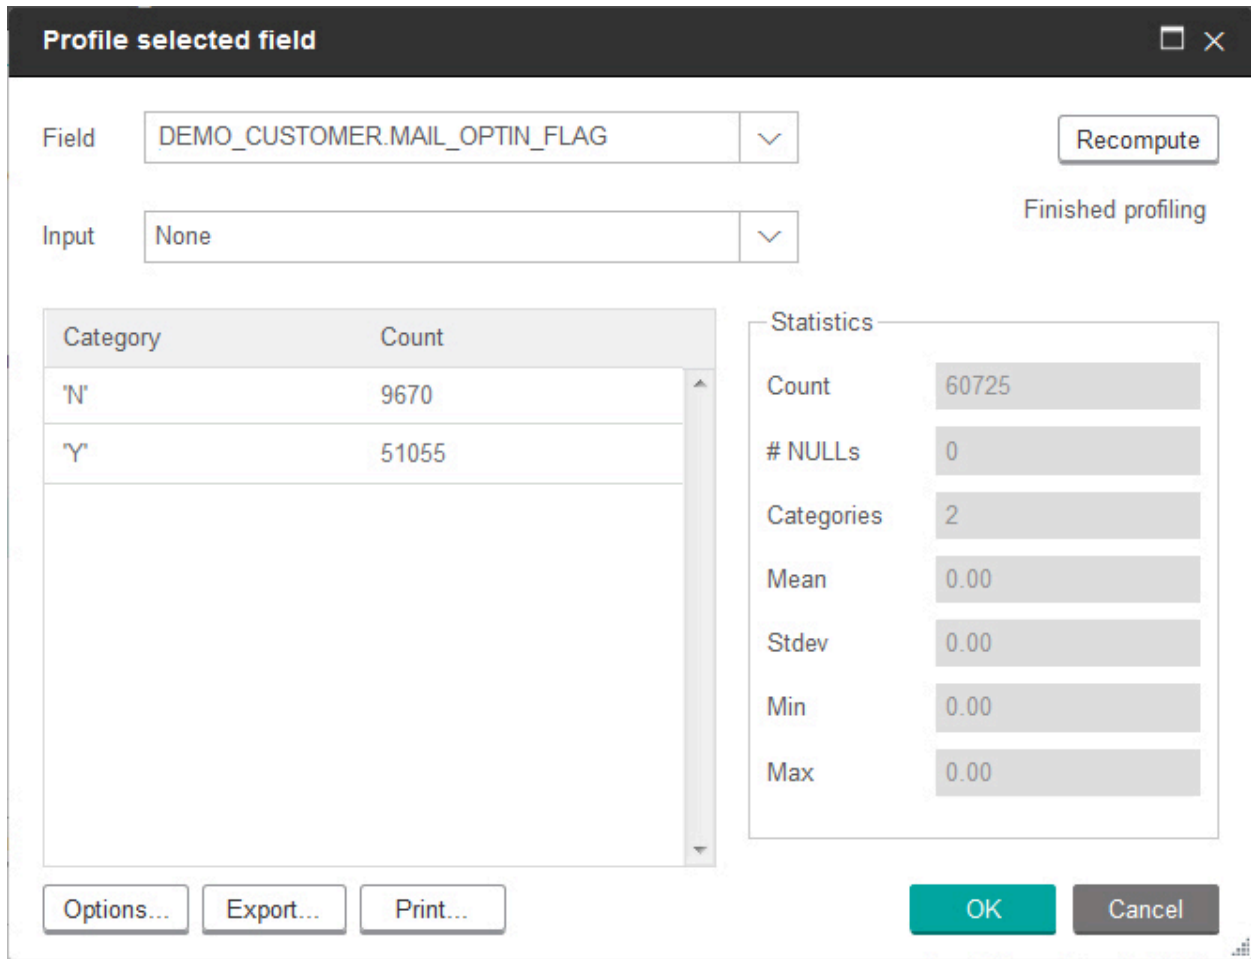 Profile selected field
Field DEMO_CUSTOMER.MAIL_OPTIN_FLAG Recompute
Finished profiling
Input None
Category Count
'N' 9670
'Y' 51055
Statistics
Count 60725
# NULLs 0
Categories 2
Mean 0.00
Stdev 0.00
Min 0.00
Max 0.00
Options... Export... Print... OK Cancel